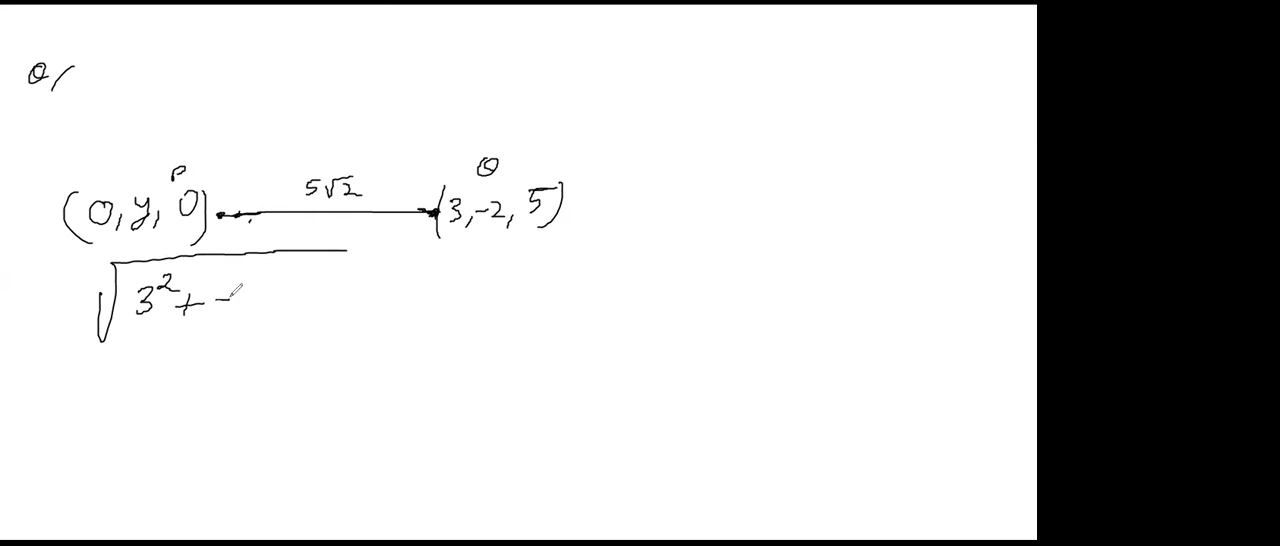 Q/
P Q
(0, y, 0) 5√2 (3, -2, 5)
√3² + -